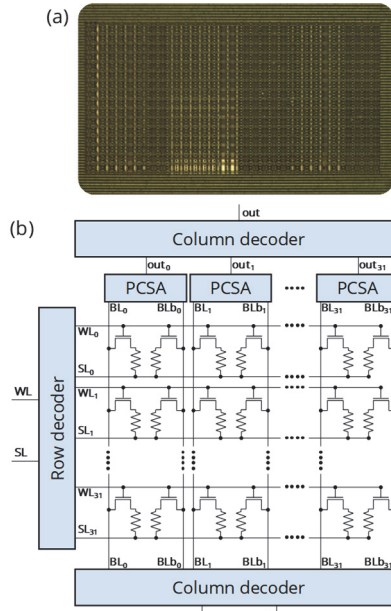 (a)
(b)
out
Column decoder
out0 out1 out31
PCSA PCSA PCSA
BL0 BLb0 BL1 BLb1 BL31 BLb31
WL0
SL0
WL
WL1
Row decoder
SL1
SL
WL31
SL31
BL0 BLb0 BL1 BLb1 BL31 BLb31
Column decoder